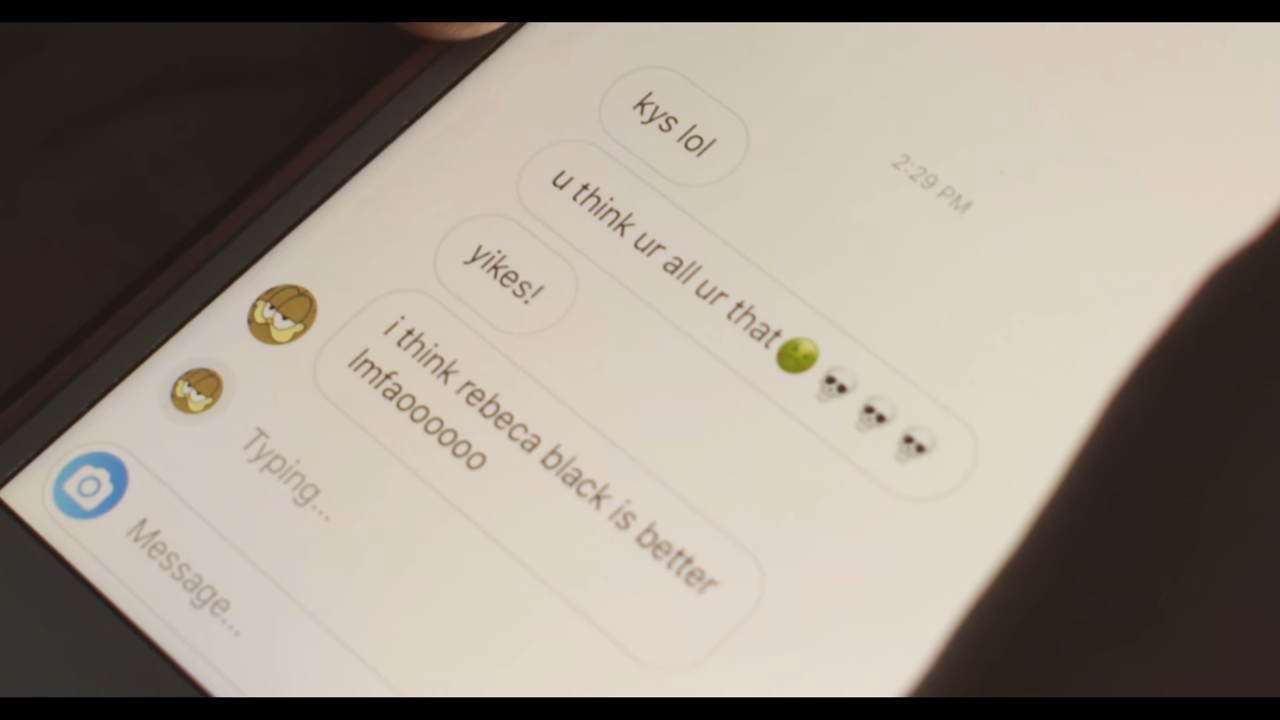 2:29 PM
kys lol
u think ur all ur that🤢💀💀💀
yikes!
i think rebeca black is better
lmfaooooo
Typing...
Message...